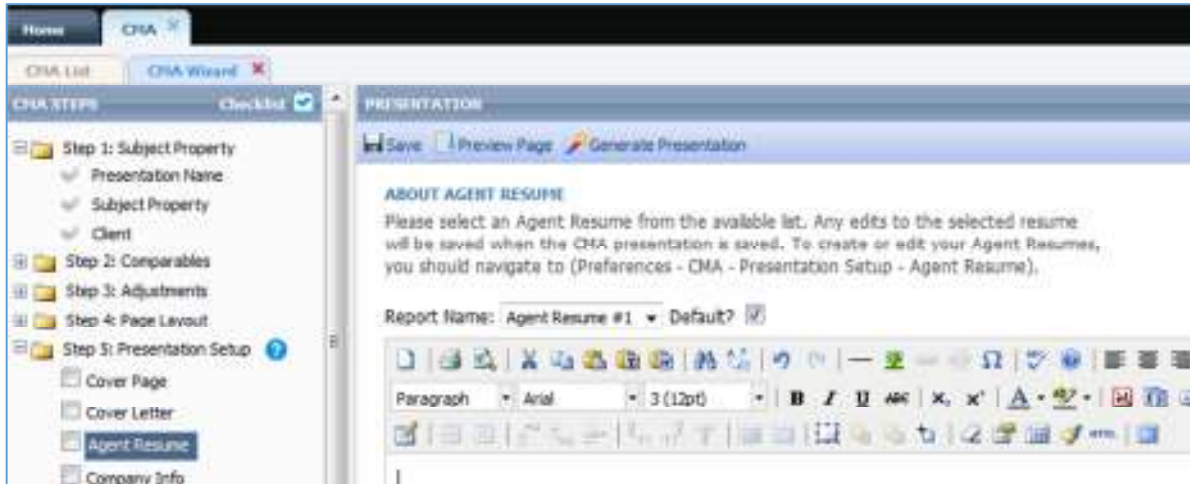 Home
CMA
CMA List
CMA Wizard
CMA STEPS
Checklist
PRESENTATION
Save
Preview Page
Generate Presentation
Step 1: Subject Property
Presentation Name
Subject Property
Client
Step 2: Comparables
Step 3: Adjustments
Step 4: Page Layout
Step 5: Presentation Setup
Cover Page
Cover Letter
Agent Resume
Company Info
ABOUT AGENT RESUME
Please select an Agent Resume from the available list. Any edits to the selected resume
will be saved when the CMA presentation is saved. To create or edit your Agent Resumes,
you should navigate to (Preferences - CMA - Presentation Setup - Agent Resume).
Report Name: Agent Resume #1 Default?
Paragraph Arial 3 (12pt) B I U ABC x, x' A